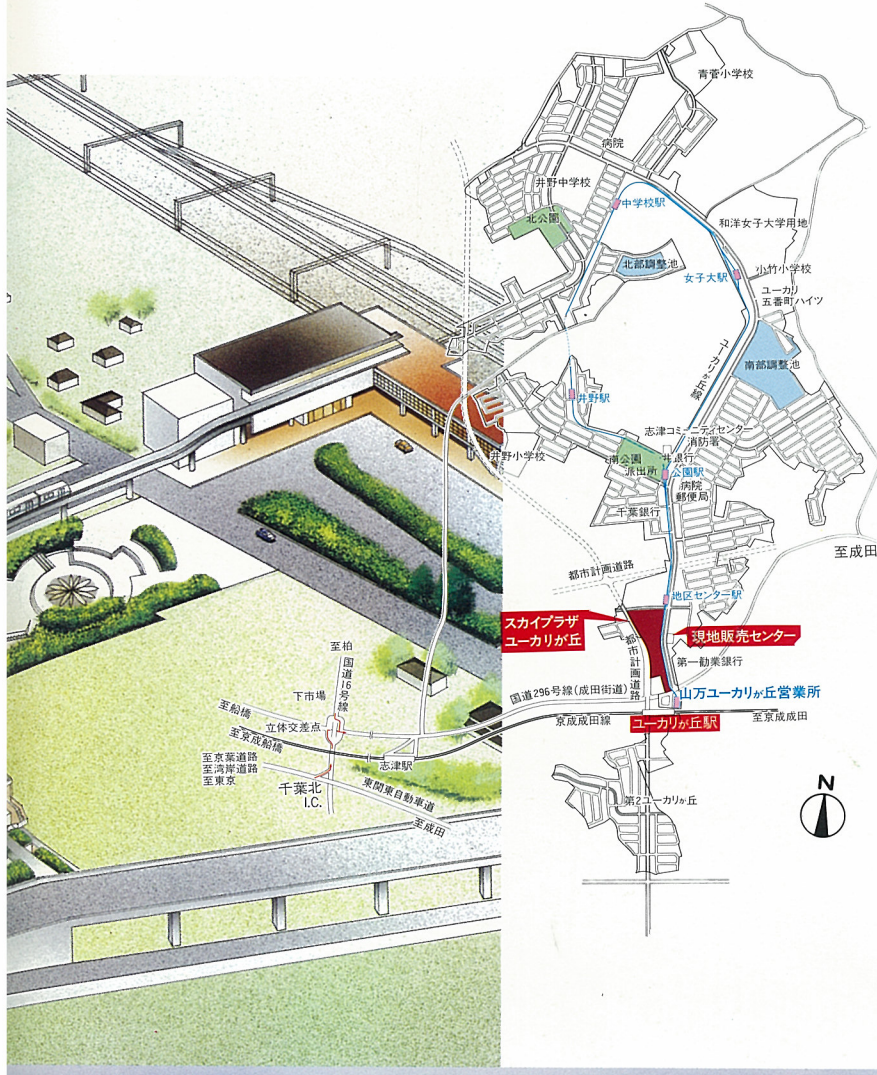 青菅小学校
病院
井野中学校
中学校駅
北公園
和洋女子大学用地
北部調整池
女子大駅
小竹小学校
ユーカリ
五番町ハイツ
ユーカリが丘線
南部調整池
井野駅
志津コミュニティセンター
消防署
井野小学校
南公園
井銀行
派出所
公園駅
病院
郵便局
千葉銀行
至成田
都市計画道路
地区センター駅
スカイプラザ
ユーカリが丘
現地販売センター
都市計画道路
第一勧業銀行
至柏
国道16号線
下市場
国道296号線(成田街道)
山万ユーカリが丘営業所
至船橋
立体交差点
京成成田線
ユーカリが丘駅
至京成成田
至京成船橋
志津駅
至京葉道路
至湾岸道路
至東京
千葉北
I.C.
東関東自動車道
至成田
第2ユーカリが丘
N